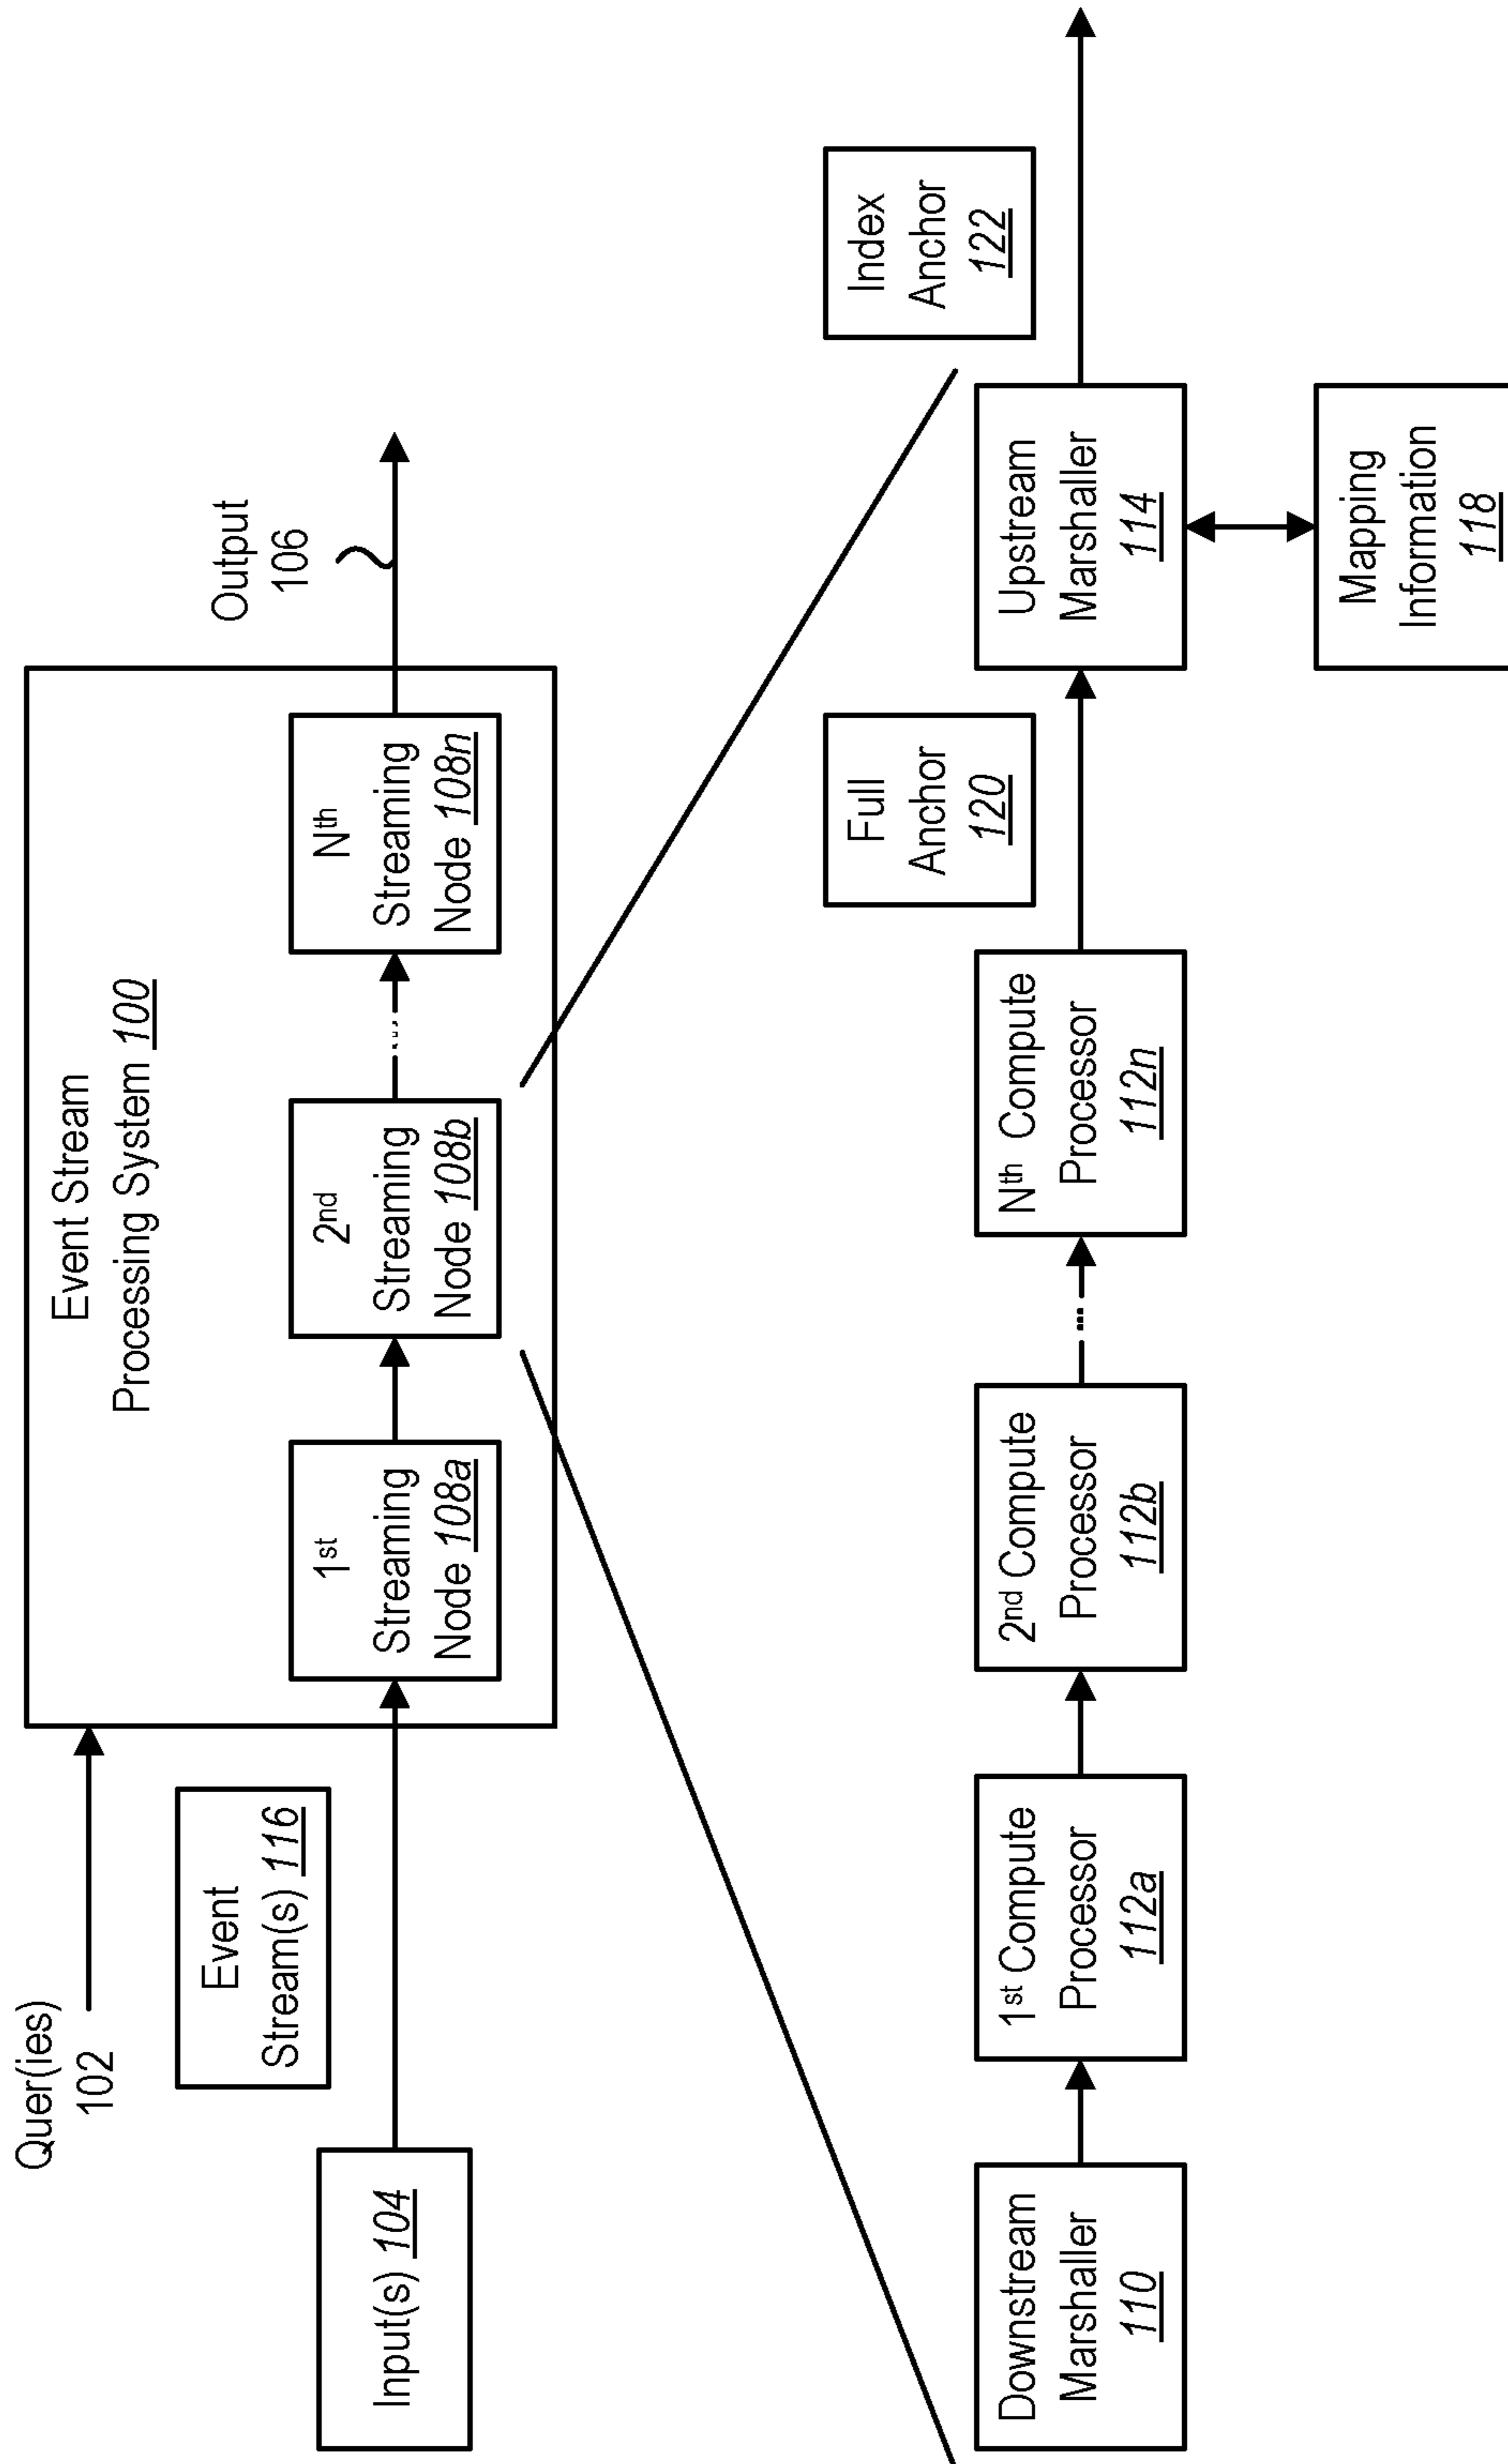 Quer(ies)
102
Event Stream
Processing System 100
Event
Stream(s) 116
Output
106
Input(s) 104
1st
Streaming
Node 108a
2nd
Streaming
Node 108b
...
Nth
Streaming
Node 108n
Full
Anchor
120
Index
Anchor
122
Downstream
Marshaller
110
1st Compute
Processor
112a
2nd Compute
Processor
112b
...
Nth Compute
Processor
112n
Upstream
Marshaller
114
Mapping
Information
118